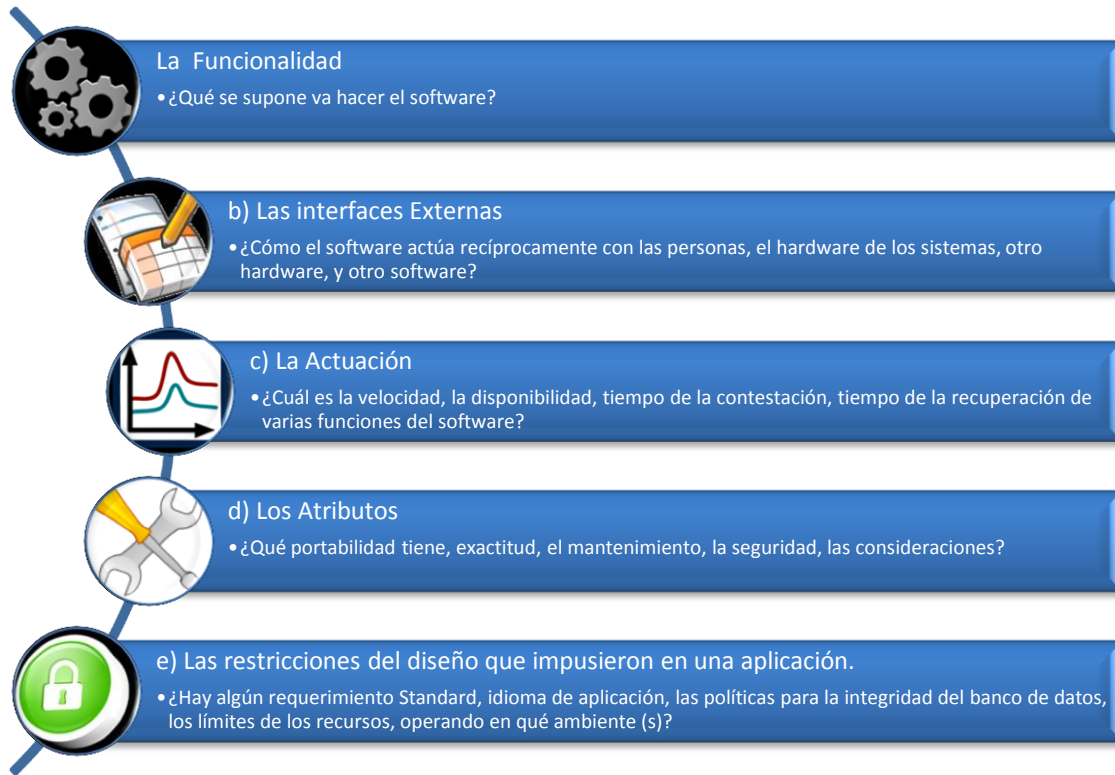 La  Funcionalidad
•¿Qué se supone va hacer el software?
b) Las interfaces Externas
•¿Cómo el software actúa recíprocamente con las personas, el hardware de los sistemas, otro
hardware, y otro software?
c) La Actuación
•¿Cuál es la velocidad, la disponibilidad, tiempo de la contestación, tiempo de la recuperación de
varias funciones del software?
d) Los Atributos
•¿Qué portabilidad tiene, exactitud, el mantenimiento, la seguridad, las consideraciones?
e) Las restricciones del diseño que impusieron en una aplicación.
•¿Hay algún requerimiento Standard, idioma de aplicación, las políticas para la integridad del banco de datos,
los límites de los recursos, operando en qué ambiente (s)?